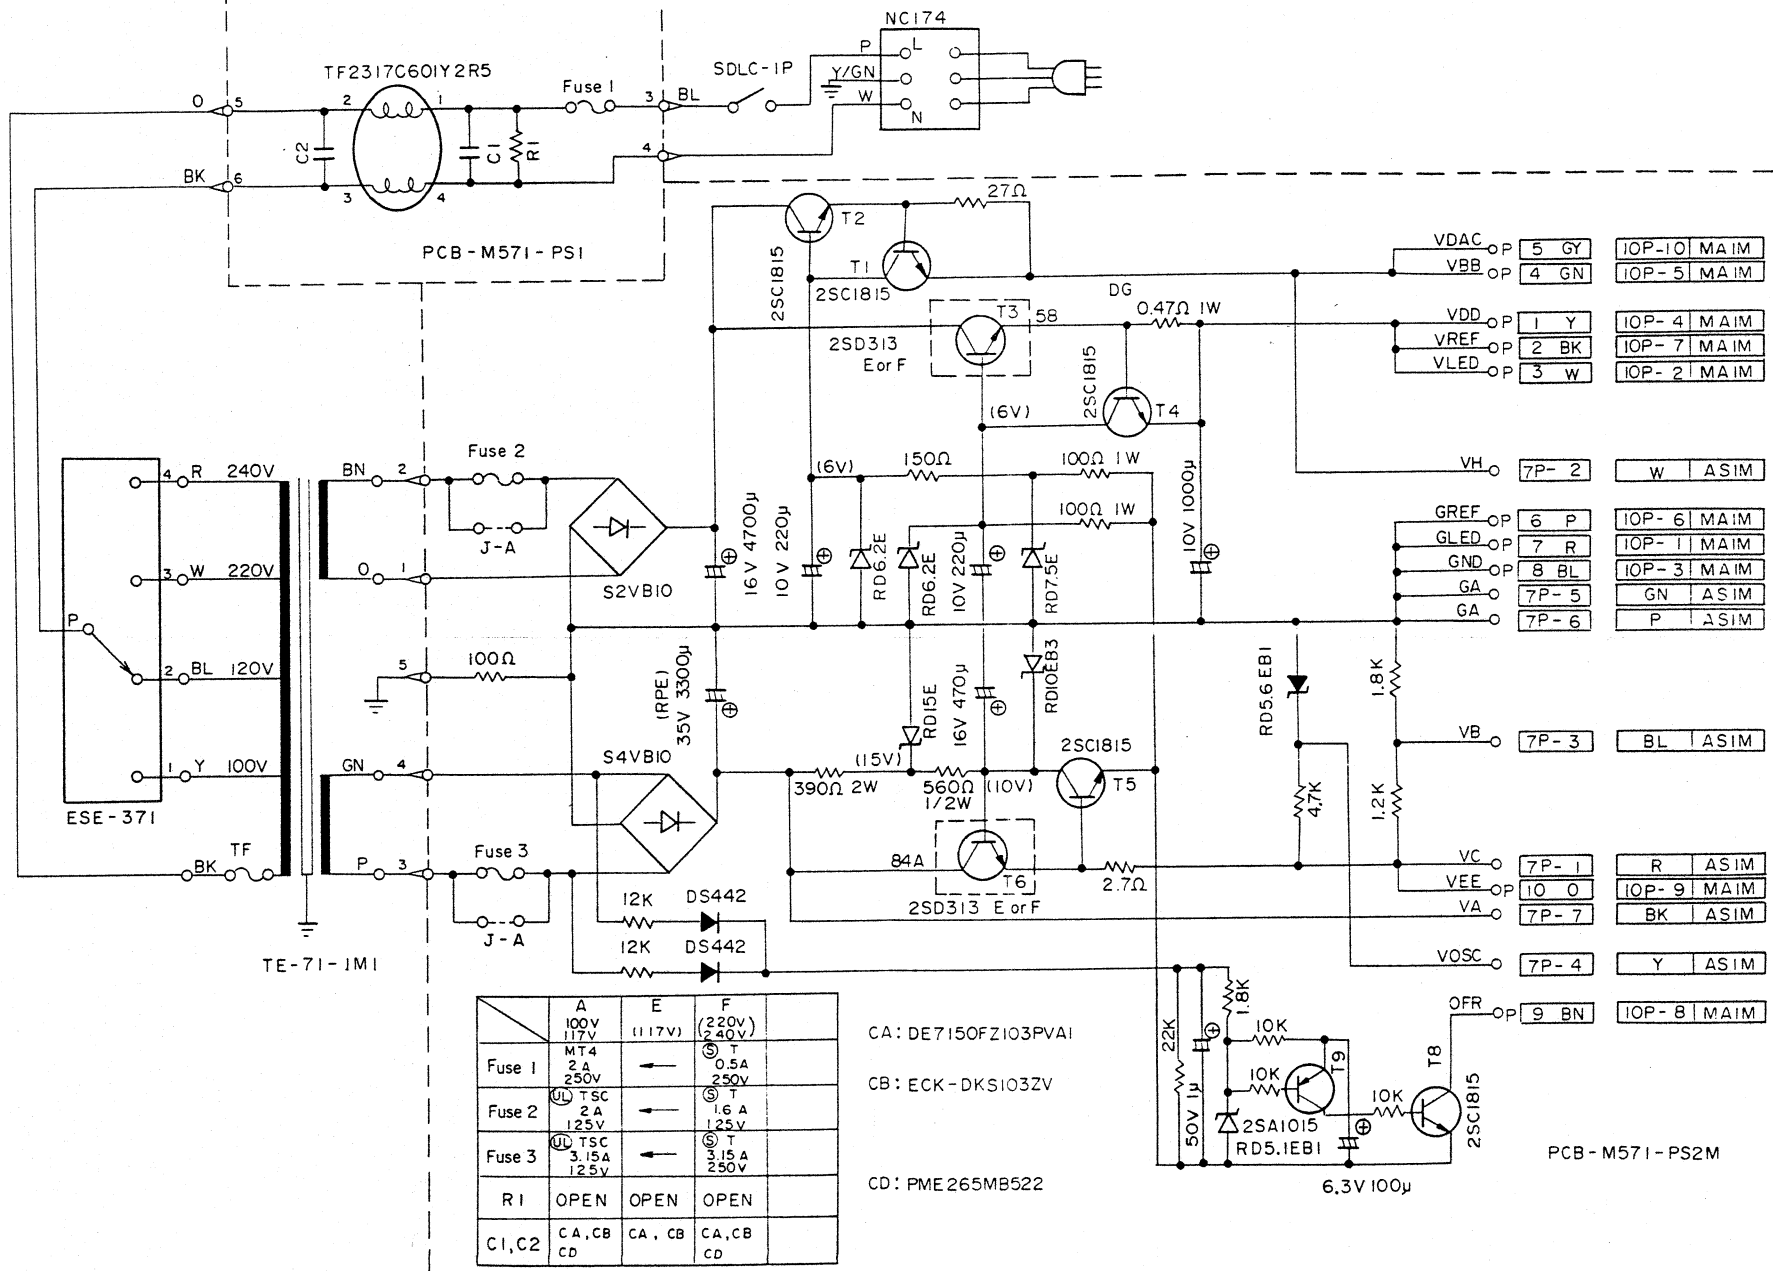 NC174
TF2317C601Y2R5
Fuse 1
SDLC-1P
P
L
Y/GN
W
N
O
5
2
1
3
BL
C2
C1
R1
4
BK
6
3
4
PCB-M571-PS1
27Ω
T2
2SC1815
T1
2SC1815
DG
T3
58
0.47Ω 1W
2SD313
E or F
2SC1815
T4
(6V)
VDAC
P
5 GY
10P-10
MAIM
VBB
P
4 GN
10P-5
MAIM
VDD
P
1 Y
10P-4
MAIM
VREF
P
2 BK
10P-7
MAIM
VLED
P
3 W
10P-2
MAIM
VH
7P-2
W
ASIM
GREF
P
6 P
10P-6
MAIM
GLED
P
7 R
10P-1
MAIM
GND
P
8 BL
10P-3
MAIM
GA
7P-5
GN
ASIM
GA
7P-6
P
ASIM
VB
7P-3
BL
ASIM
VC
7P-1
R
ASIM
VEE
P
10 O
10P-9
MAIM
VA
7P-7
BK
ASIM
VOSC
7P-4
Y
ASIM
OFR
P
9 BN
10P-8
MAIM
4
R
240V
3
W
220V
P
2
BL
120V
1
Y
100V
ESE-371
BK
TF
TE-71-1M1
BN
2
O
1
5
GN
4
P
3
Fuse 2
J-A
S2VB10
100Ω
S4VB10
Fuse 3
J-A
16V 4700μ
10V 220μ
(6V)
150Ω
100Ω 1W
100Ω 1W
RD6.2E
RD6.2E
10V 220μ
RD7.5E
10V 1000μ
(RPE)
35V 3300μ
RD15E
16V 470μ
RD10EB3
RD5.6EB1
1.8K
4.7K
1.2K
(15V)
390Ω 2W
560Ω
1/2W
(10V)
2SC1815
T5
84A
T6
2SD313 E or F
2.7Ω
12K
DS442
12K
DS442
22K
50V 1μ
1.8K
10K
10K
T9
2SA1015
RD5.1EB1
10K
T8
2SC1815
6.3V 100μ
PCB-M571-PS2M
A
100V
117V
E
(117V)
F
(220V)
240V
Fuse 1
MT4
2A
250V
←
Ⓢ T
0.5A
250V
Fuse 2
UL TSC
2A
125V
←
Ⓢ T
1.6 A
125V
Fuse 3
UL TSC
3.15A
125V
←
Ⓢ T
3.15A
250V
R1
OPEN
OPEN
OPEN
C1,C2
CA,CB
CD
CA, CB
CA,CB
CD
CA: DE7150FZ103PVA1
CB: ECK-DKS103ZV
CD: PME265MB522